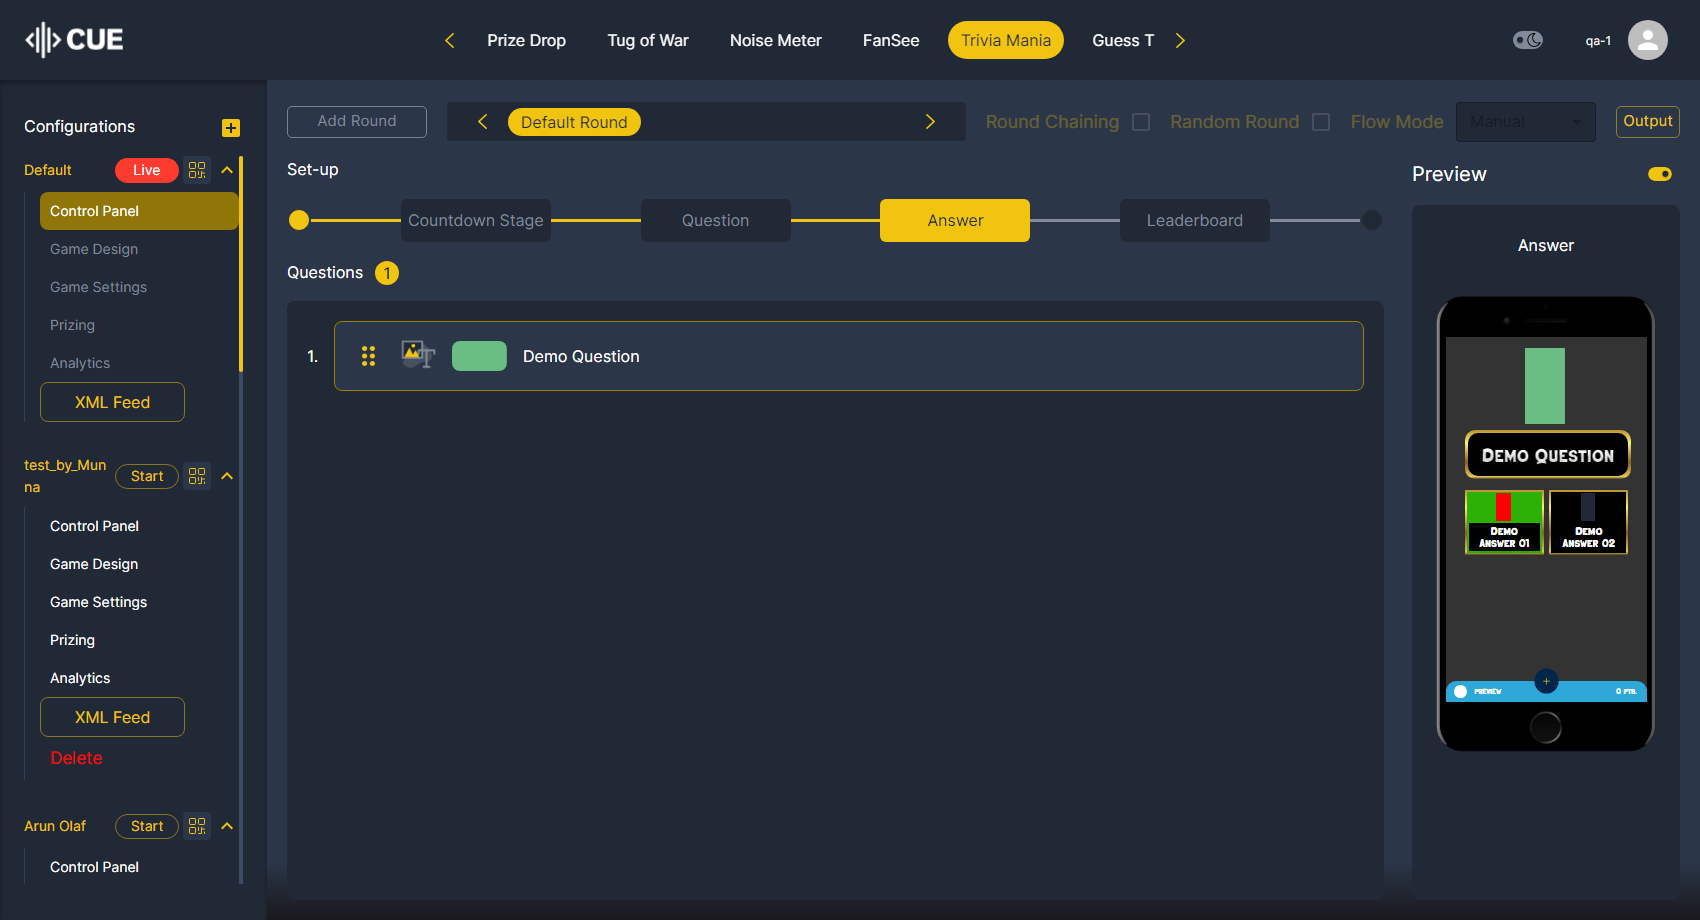 CUE
Prize Drop
Tug of War
Noise Meter
FanSee
Trivia Mania
Guess T
qa-1
Configurations
Default
Live
Control Panel
Game Design
Game Settings
Prizing
Analytics
XML Feed
test_by_Mun
na
Start
Control Panel
Game Design
Game Settings
Prizing
Analytics
XML Feed
Delete
Arun Olaf
Start
Control Panel
Add Round
Default Round
Round Chaining
Random Round
Flow Mode
Manual
Output
Set-up
Countdown Stage
Question
Answer
Leaderboard
Questions 1
1.
Demo Question
Preview
Answer
Demo Question
Demo
Answer 01
Demo
Answer 02
PREVIEW
0 PTS.